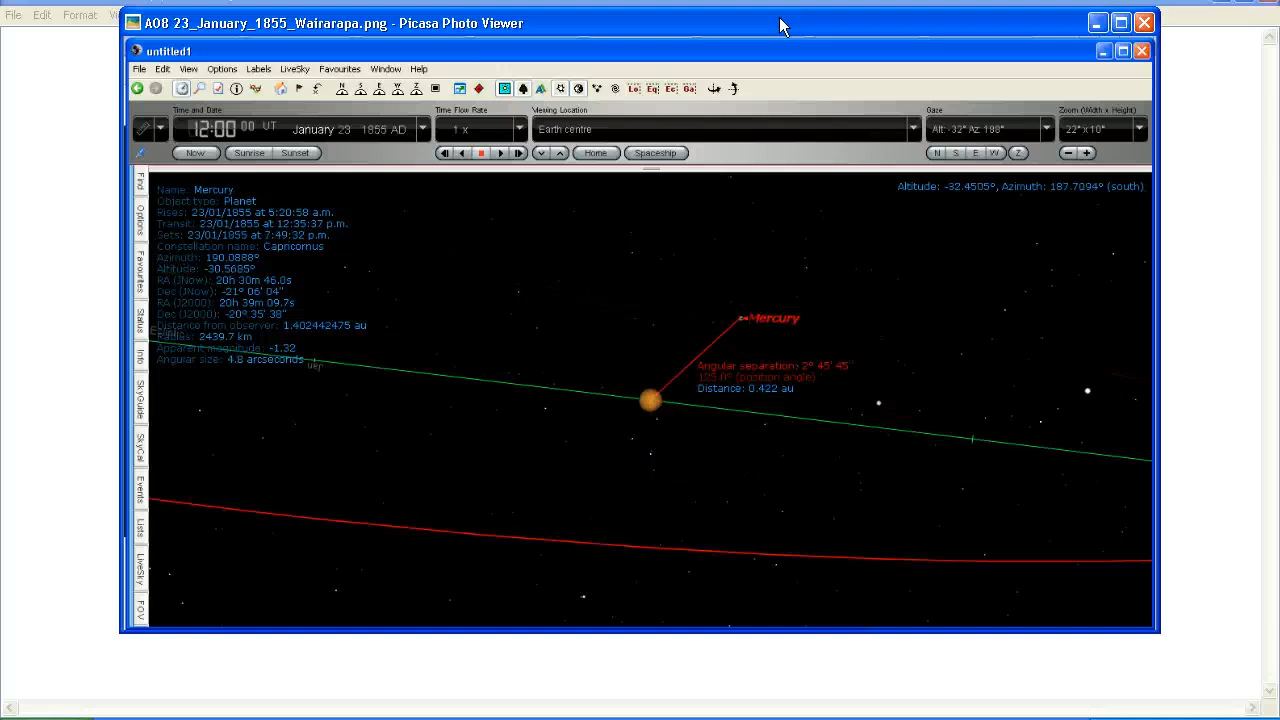 File Edit Format
A08 23_January_1855_Wairarapa.png - Picasa Photo Viewer
untitled1
File Edit View Options Labels LiveSky Favourites Window Help
Lo Eq Ec Ga
Time and Date Time Flow Rate Viewing Location Gaze Zoom (Width x Height)
12:00 UT January 23 1855 AD 1 x Earth centre Alt: -32° Az: 188° 22° x 10°
Now Sunrise Sunset Home Spaceship N S E W Z
Find
Options
Favourites
Status
Info
SkyGuide
SkyCal
Events
Lists
LiveSky
FOV
Name: Mercury
Object type: Planet
Rises: 23/01/1855 at 5:20:58 a.m.
Transit: 23/01/1855 at 12:35:37 p.m.
Sets: 23/01/1855 at 7:49:32 p.m.
Constellation name: Capricornus
Azimuth: 190.0888°
Altitude: -30.5685°
RA (JNow): 20h 30m 46.0s
Dec (JNow): -21° 06' 04"
RA (J2000): 20h 39m 09.7s
Dec (J2000): -20° 35' 38"
Distance from observer: 1.402442475 au
Radius: 2439.7 km
Apparent magnitude: -1.32
Angular size: 4.8 arcseconds
Jan
Altitude: -32.4505°, Azimuth: 187.7094° (south)
Mercury
Angular separation: 2° 45' 45"
(position angle)
Distance: 0.422 au